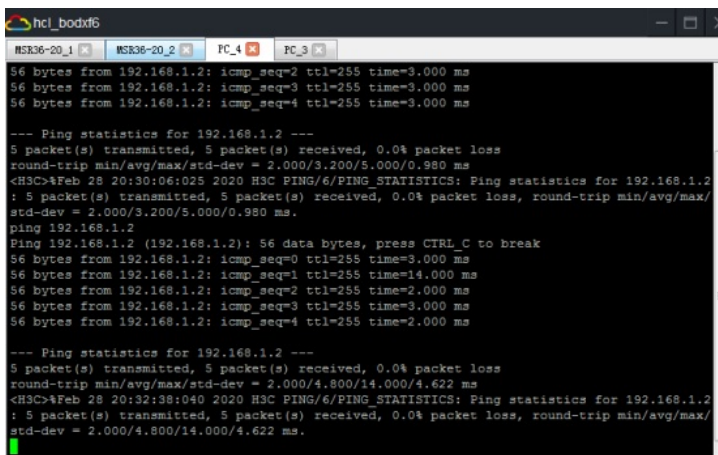 hcl_bodxf6
MSR36-20_1 MSR36-20_2 PC_4 PC_3
56 bytes from 192.168.1.2: icmp_seq=2 ttl=255 time=3.000 ms
56 bytes from 192.168.1.2: icmp_seq=3 ttl=255 time=3.000 ms
56 bytes from 192.168.1.2: icmp_seq=4 ttl=255 time=3.000 ms
--- Ping statistics for 192.168.1.2 ---
5 packet(s) transmitted, 5 packet(s) received, 0.0% packet loss
round-trip min/avg/max/std-dev = 2.000/3.200/5.000/0.980 ms
<H3C>%Feb 28 20:30:06:025 2020 H3C PING/6/PING_STATISTICS: Ping statistics for 192.168.1.2
: 5 packet(s) transmitted, 5 packet(s) received, 0.0% packet loss, round-trip min/avg/max/
std-dev = 2.000/3.200/5.000/0.980 ms.
ping 192.168.1.2
Ping 192.168.1.2 (192.168.1.2): 56 data bytes, press CTRL_C to break
56 bytes from 192.168.1.2: icmp_seq=0 ttl=255 time=3.000 ms
56 bytes from 192.168.1.2: icmp_seq=1 ttl=255 time=14.000 ms
56 bytes from 192.168.1.2: icmp_seq=2 ttl=255 time=2.000 ms
56 bytes from 192.168.1.2: icmp_seq=3 ttl=255 time=3.000 ms
56 bytes from 192.168.1.2: icmp_seq=4 ttl=255 time=2.000 ms
--- Ping statistics for 192.168.1.2 ---
5 packet(s) transmitted, 5 packet(s) received, 0.0% packet loss
round-trip min/avg/max/std-dev = 2.000/4.800/14.000/4.622 ms
<H3C>%Feb 28 20:32:38:040 2020 H3C PING/6/PING_STATISTICS: Ping statistics for 192.168.1.2
: 5 packet(s) transmitted, 5 packet(s) received, 0.0% packet loss, round-trip min/avg/max/
std-dev = 2.000/4.800/14.000/4.622 ms.